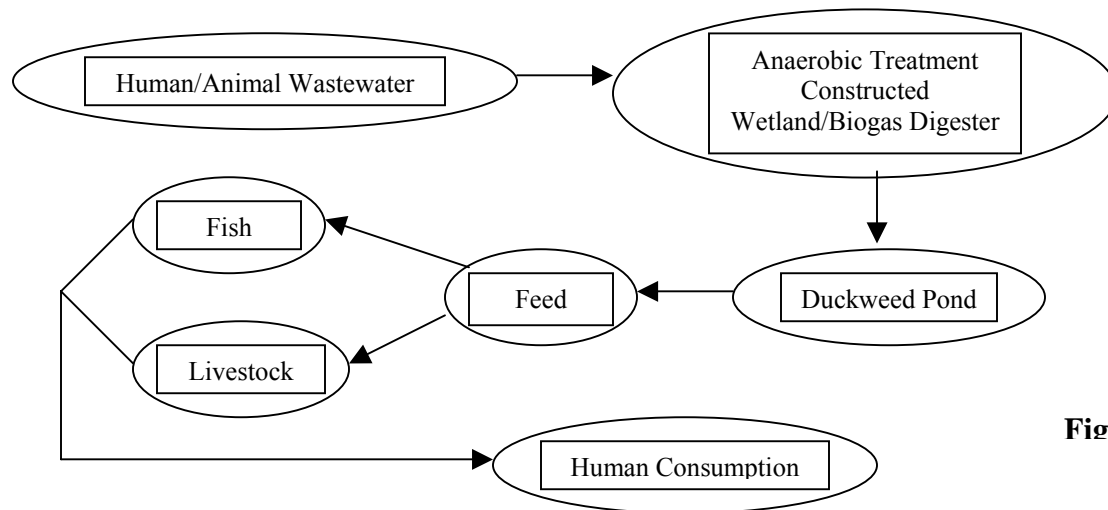 Human/Animal Wastewater
Anaerobic Treatment
Constructed
Wetland/Biogas Digester
Fish
Feed
Duckweed Pond
Livestock
Human Consumption
Fig